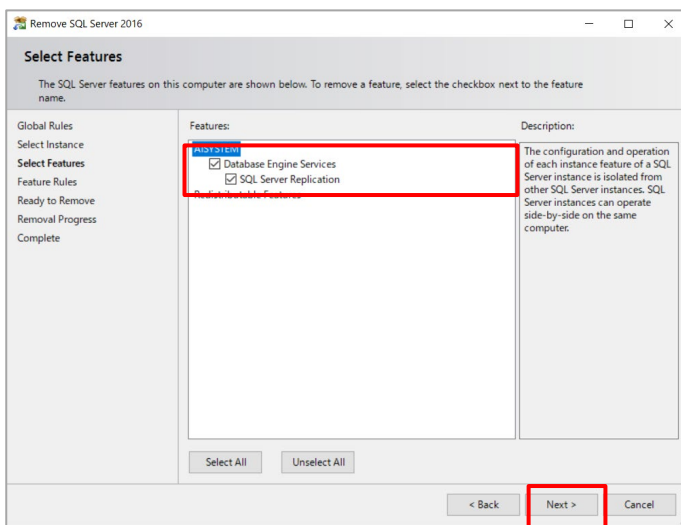 Remove SQL Server 2016
Select Features
The SQL Server features on this computer are shown below. To remove a feature, select the checkbox next to the feature
name.
Global Rules
Select Instance
Select Features
Feature Rules
Ready to Remove
Removal Progress
Complete
Features:
AISYSTEM
Database Engine Services
SQL Server Replication
Redistributable Features
Description:
The configuration and operation
of each instance feature of a SQL
Server instance is isolated from
other SQL Server instances. SQL
Server instances can operate
side-by-side on the same
computer.
Select All
Unselect All
< Back
Next >
Cancel